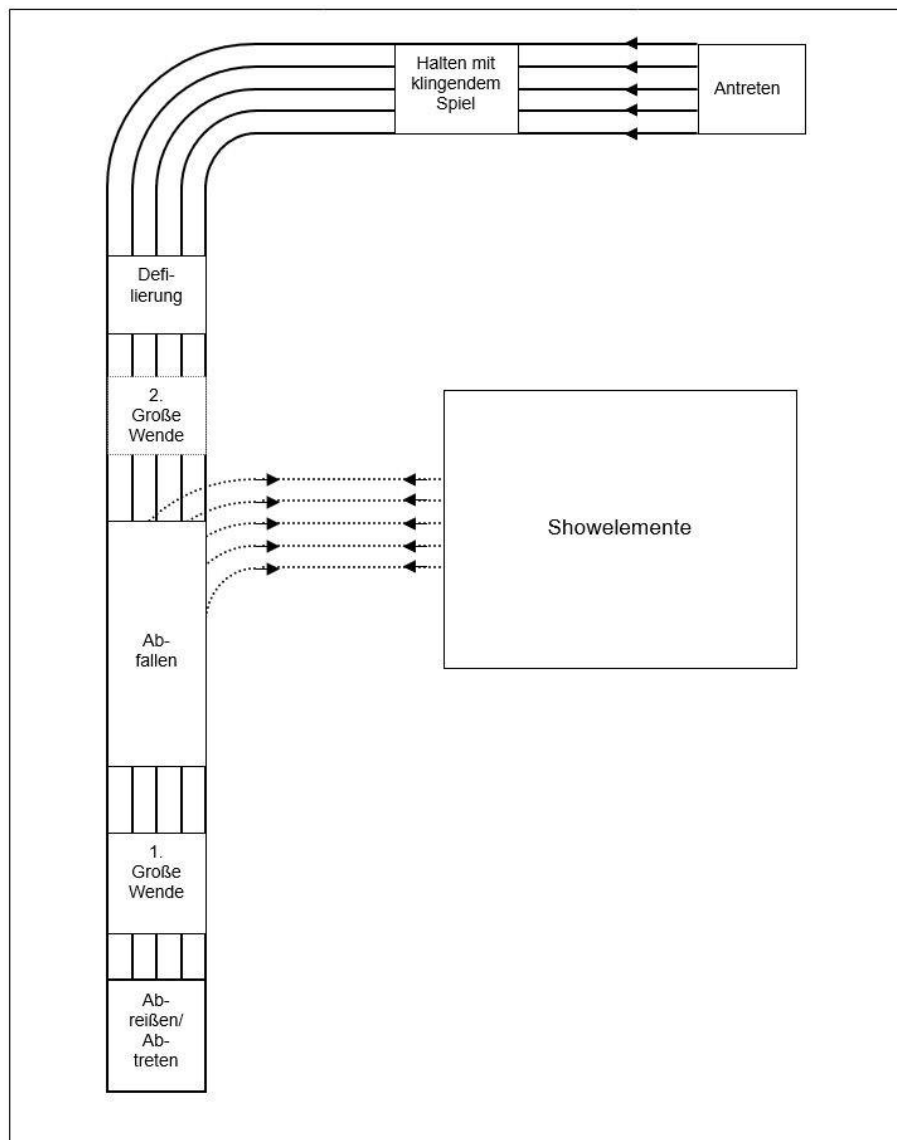 Halten mit
klingendem
Spiel
Antreten
Defi-
lierung
2.
Große
Wende
Showelemente
Ab-
fallen
1.
Große
Wende
Ab-
reißen/
Ab-
treten